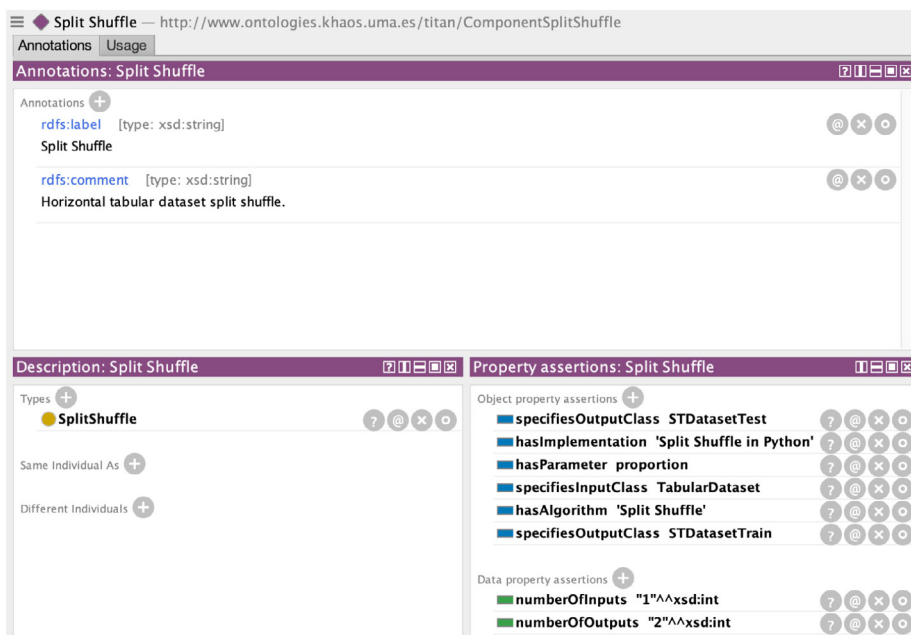 Split Shuffle — http://www.ontologies.khaos.uma.es/titan/ComponentSplitShuffle
Annotations Usage
Annotations: Split Shuffle
Annotations
rdfs:label [type: xsd:string]
Split Shuffle
rdfs:comment [type: xsd:string]
Horizontal tabular dataset split shuffle.
Description: Split Shuffle
Types
SplitShuffle
Same Individual As
Different Individuals
Property assertions: Split Shuffle
Object property assertions
specifiesOutputClass STDatasetTest
hasImplementation 'Split Shuffle in Python'
hasParameter proportion
specifiesInputClass TabularDataset
hasAlgorithm 'Split Shuffle'
specifiesOutputClass STDatasetTrain
Data property assertions
numberOfInputs "1"^^xsd:int
numberOfOutputs "2"^^xsd:int